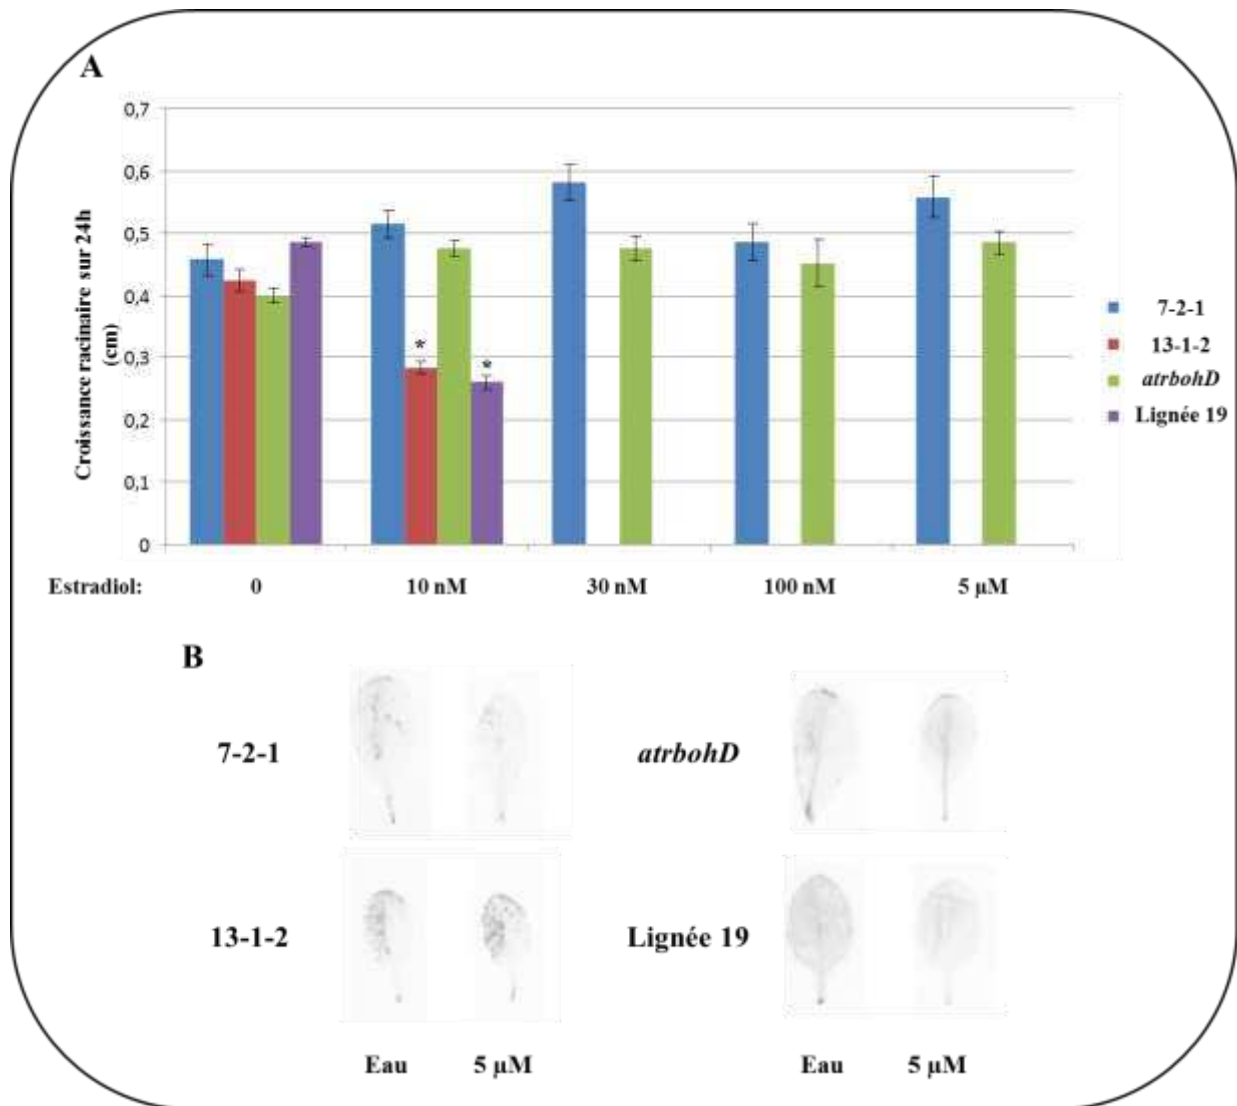 A
0,7
0,6
0,5
0,4
0,3
0,2
0,1
0
Croissance racinaire sur 24h
(cm)
* *
7-2-1
13-1-2
atrbohD
Lignée 19
Estradiol: 0 10 nM 30 nM 100 nM 5 µM
B
7-2-1 atrbohD
13-1-2 Lignée 19
Eau 5 µM Eau 5 µM